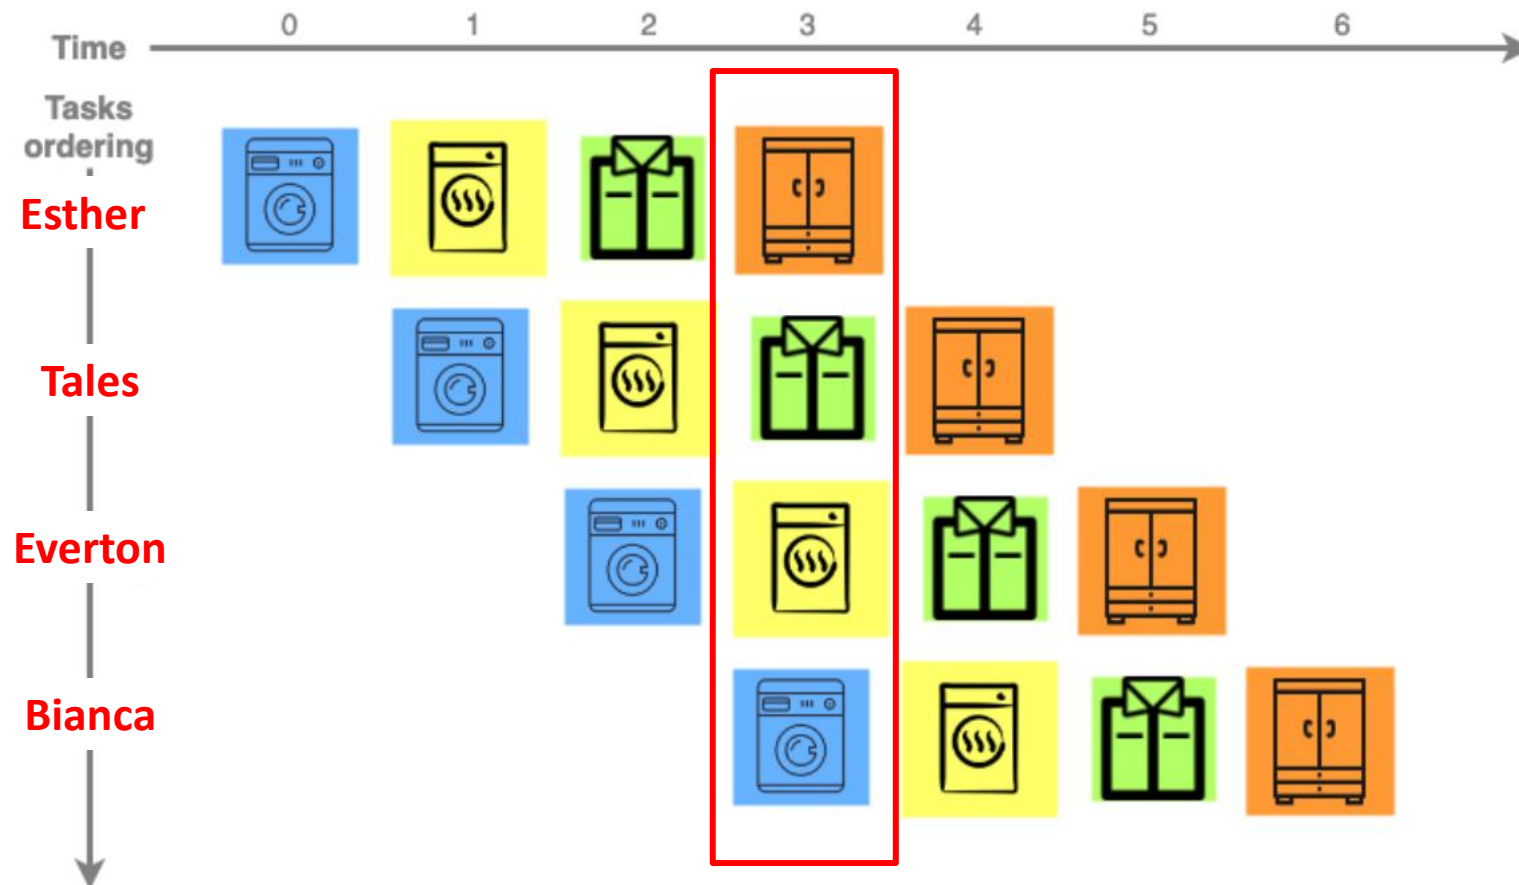 0 1 2 3 4 5 6
Time
Tasks
ordering
Esther
Tales
Everton
Bianca